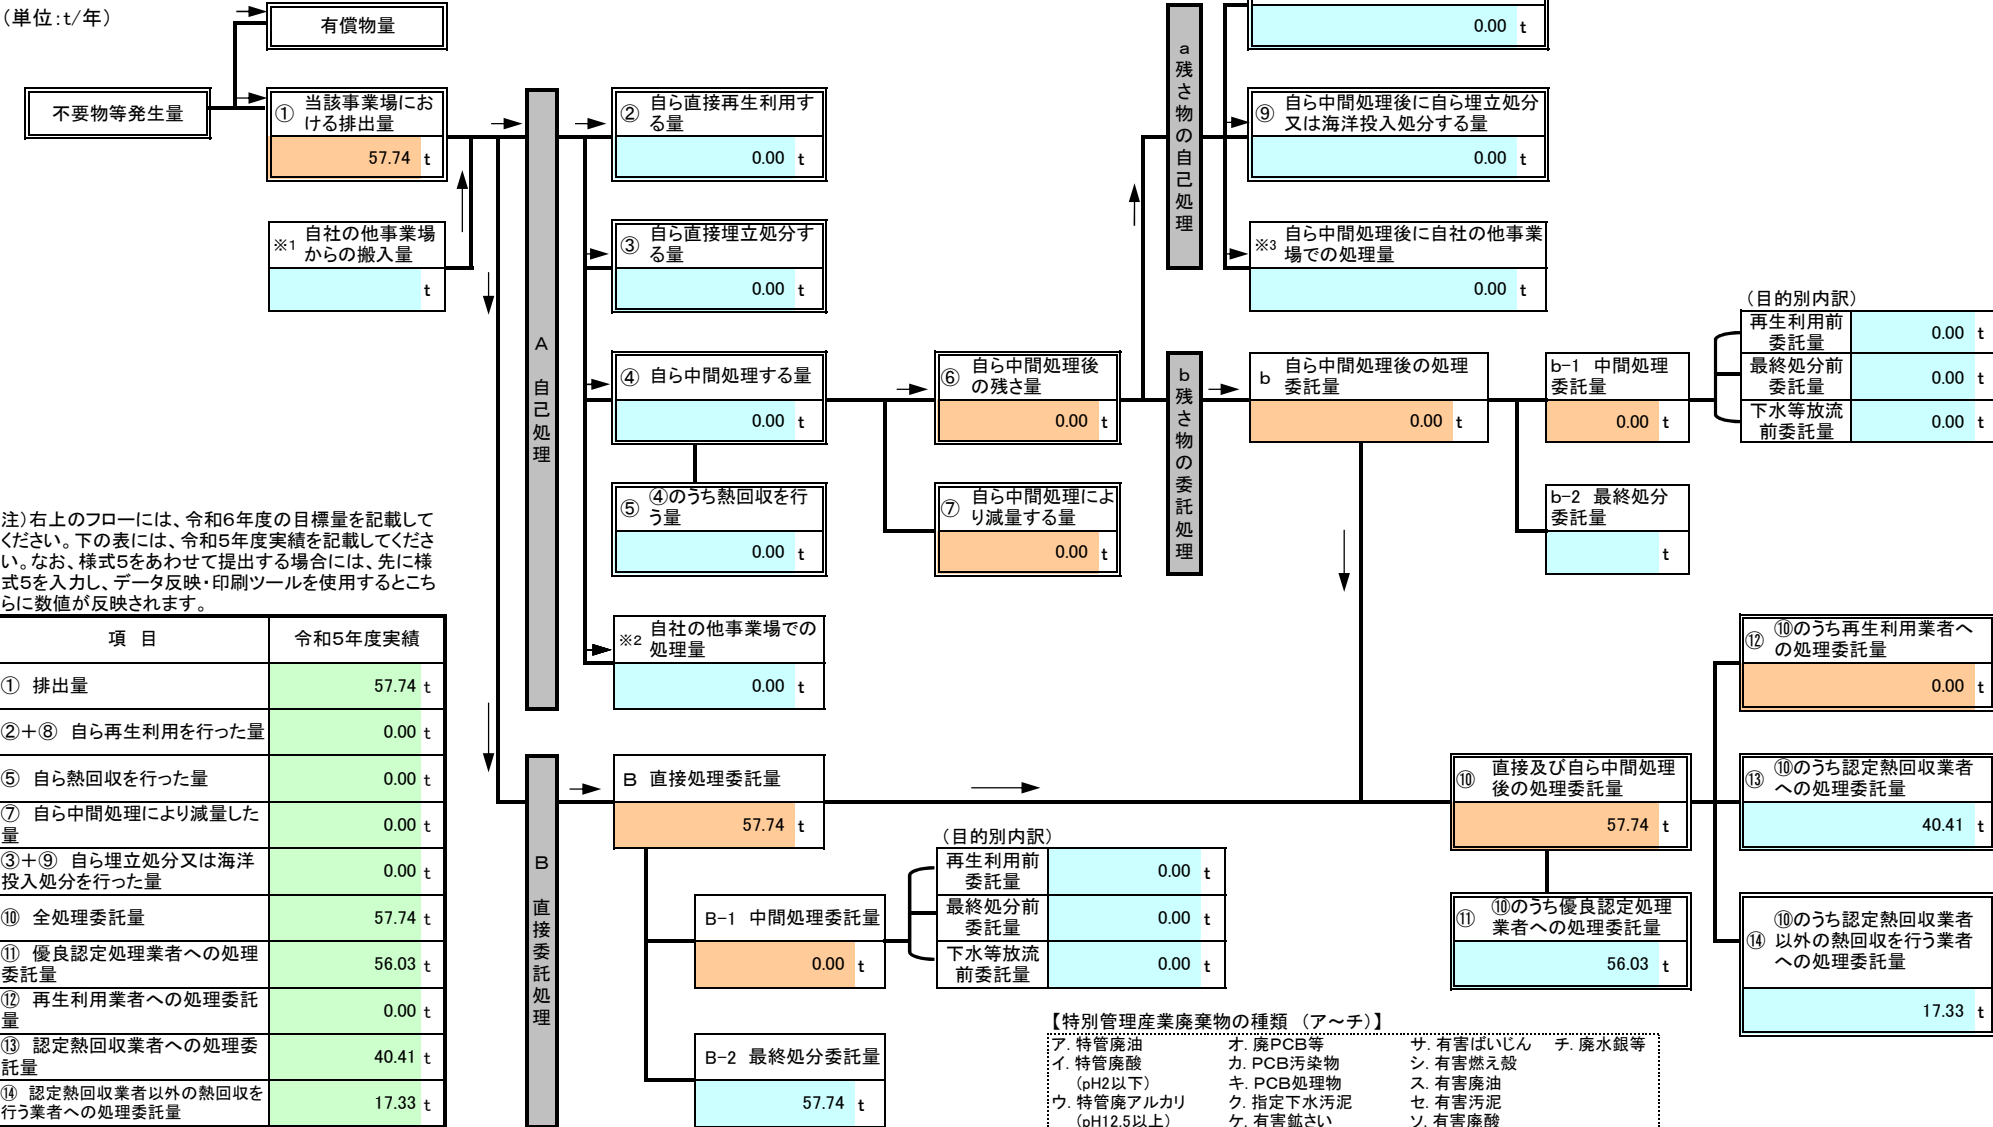 （単位：t/年）
有償物量
不要物等発生量
① 当該事業場にお
ける排出量
57.74 t
※1 自社の他事業場
からの搬入量
t
A 自己処理
② 自ら直接再生利用す
る量
0.00 t
③ 自ら直接埋立処分す
る量
0.00 t
④ 自ら中間処理する量
0.00 t
⑤ ④のうち熱回収を行
う量
0.00 t
※2 自社の他事業場での
処理量
0.00 t
⑥ 自ら中間処理後
の残さ量
0.00 t
⑦ 自ら中間処理によ
り減量する量
0.00 t
a 残さ物の自己処理
0.00 t
⑨ 自ら中間処理後に自ら埋立処分
又は海洋投入処分する量
0.00 t
※3 自ら中間処理後に自社の他事業
場での処理量
0.00 t
b 残さ物の委託処理
b 自ら中間処理後の処理
委託量
0.00 t
b-1 中間処理
委託量
0.00 t
（目的別内訳）
再生利用前
委託量
0.00 t
最終処分前
委託量
0.00 t
下水等放流
前委託量
0.00 t
b-2 最終処分
委託量
t
注）右上のフローには、令和6年度の目標量を記載して
ください。下の表には、令和5年度実績を記載してくださ
い。なお、様式5をあわせて提出する場合には、先に様
式5を入力し、データ反映・印刷ツールを使用するとこち
らに数値が反映されます。
項 目 令和5年度実績
① 排出量 57.74 t
②＋⑧ 自ら再生利用を行った量 0.00 t
⑤ 自ら熱回収を行った量 0.00 t
⑦ 自ら中間処理により減量した
量 0.00 t
③＋⑨ 自ら埋立処分又は海洋
投入処分を行った量 0.00 t
⑩ 全処理委託量 57.74 t
⑪ 優良認定処理業者への処理
委託量 56.03 t
⑫ 再生利用業者への処理委託
量 0.00 t
⑬ 認定熱回収業者への処理委
託量 40.41 t
⑭ 認定熱回収業者以外の熱回収を
行う業者への処理委託量 17.33 t
B 直接委託処理
B 直接処理委託量
57.74 t
B-1 中間処理委託量
0.00 t
（目的別内訳）
再生利用前
委託量
0.00 t
最終処分前
委託量
0.00 t
下水等放流
前委託量
0.00 t
B-2 最終処分委託量
57.74 t
⑩ 直接及び自ら中間処理
後の処理委託量
57.74 t
⑪ ⑩のうち優良認定処理
業者への処理委託量
56.03 t
⑫ ⑩のうち再生利用業者へ
の処理委託量
0.00 t
⑬ ⑩のうち認定熱回収業者
への処理委託量
40.41 t
⑭ ⑩のうち認定熱回収業者
以外の熱回収を行う業者
への処理委託量
17.33 t
【特別管理産業廃棄物の種類 （ア～チ）】
ア. 特管廃油 オ. 廃PCB等 サ. 有害ばいじん チ. 廃水銀等
イ. 特管廃酸 カ. PCB汚染物 シ. 有害燃え殻
（pH2以下） キ. PCB処理物 ス. 有害廃油
ウ. 特管廃アルカリ ク. 指定下水汚泥 セ. 有害汚泥
（pH12.5以上） ケ. 有害鉱さい ソ. 有害廃酸